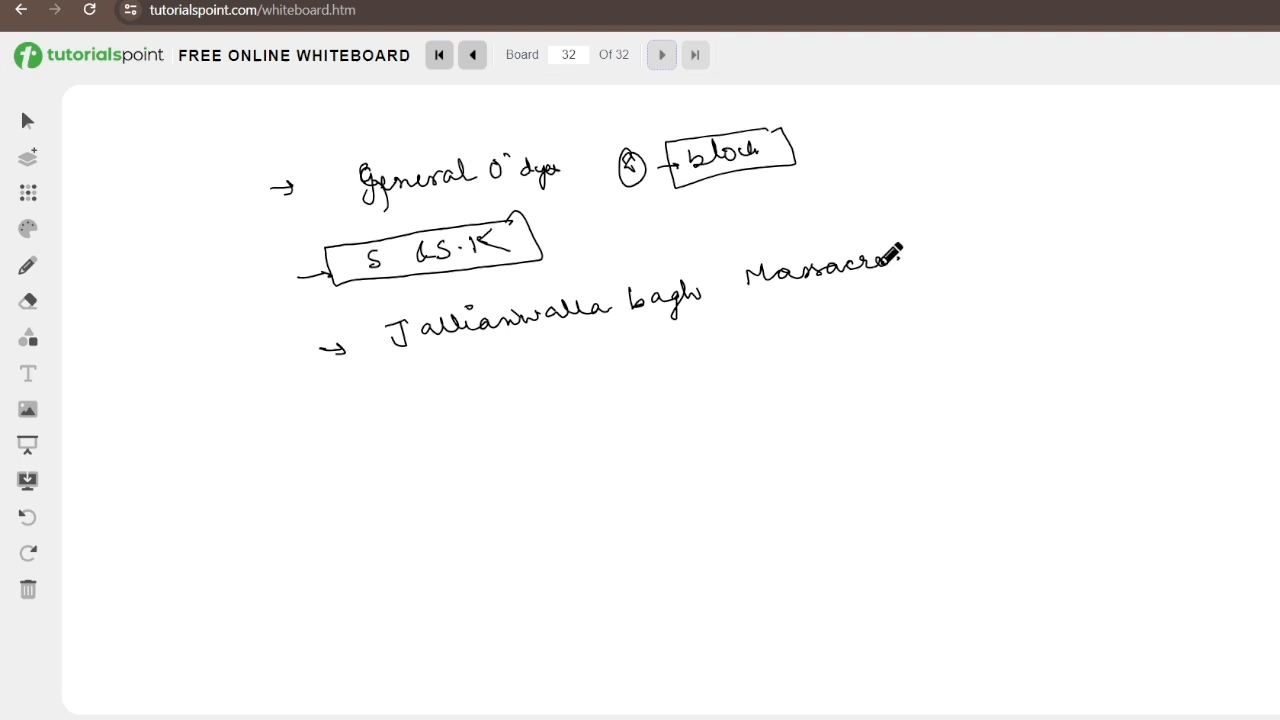 tutorialspoint.com/whiteboard.htm
tutorialspoint FREE ONLINE WHITEBOARD Board 32 Of 32
→ General O' dyer → block
→ S &S.K
→ Jallianwalla bagh Massacre.
T